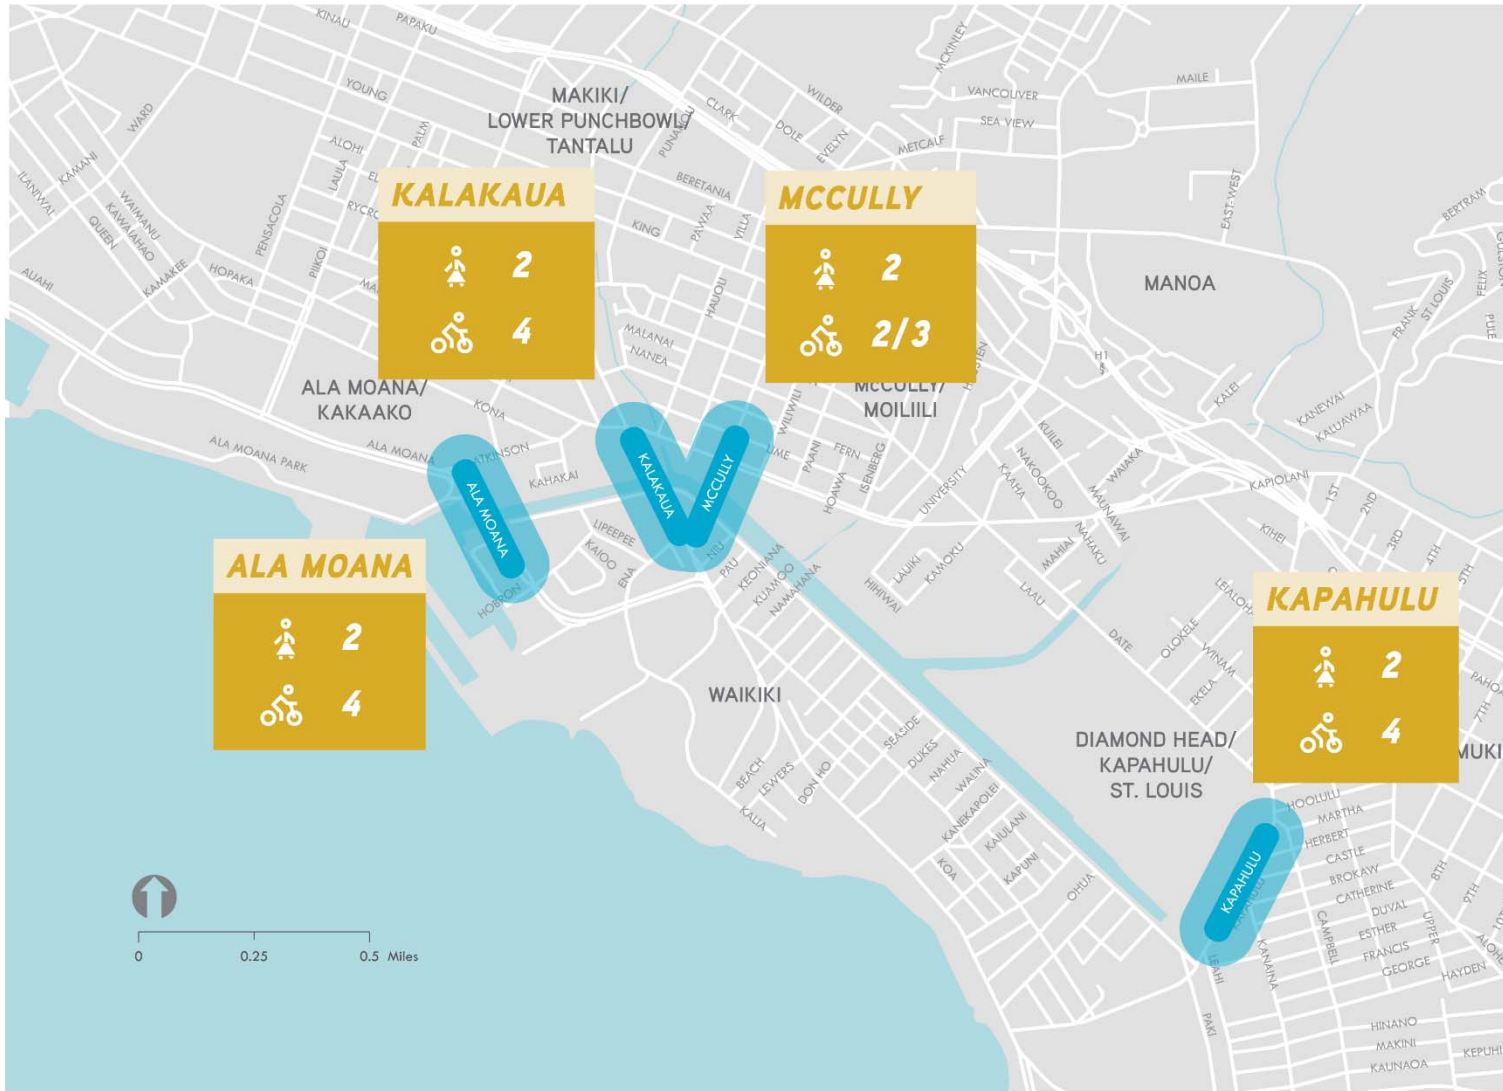 KINAU
PAPAKU
WARD
YOUNG
PALM
ALOHI
LAULA
KAMANI
ILANIWAI
QUEEN
WAIMANU
KAWAIAHAO
KAMAKEE
HOPAKA
AUAHI
PENSACOLA
PIIKOI
MAKIKI/
LOWER PUNCHBOWL/
TANTALU
PUNAHOU
CLARK
WILDER
DOLE
EVELYN
METCALF
MCKINLEY
VANCOUVER
SEA VIEW
MAILE
EAST-WEST
BERTRAM
GULSTON
FELIX
PULE
FRANK
ST LOUIS
MANOA
BERETANIA
KING
PAWAA
VILLA
HAUOLI
MALANAI
NANEA
KALAKAUA
2
4
MCCULLY
2
2/3
McCULLY/
MOILIILI
ALA MOANA/
KAKAAKO
KONA
ALA MOANA PARK
ALA MOANA
ATKINSON
KAHAKAI
ALA MOANA
KALAKAUA
MCCULLY
LIME
WILIWILI
PAANI
FERN
HOAWA
ISENBERG
UNIVERSITY
KAAHA
NAKOOKOO
KUILEI
WAIAKA
MAUNAWAI
NAHAKU
MAHIAI
H1
KALEI
KANEWAI
KALUAWAA
KAPIOLANI
1ST
2ND
3RD
4TH
5TH
KIHEI
LIPEEPEE
KAIOO
ENA
HOBRON
NIU
PAU
KEONIANA
KUAMOO
NAMAHANA
HIHIWAI
LAUIKI
KAMOKU
LAAU
DATE
OLOKELE
WINAM
EKELA
ALA MOANA
2
4
KAPAHULU
2
4
PAHOA
7TH
WAIKIKI
BEACH
LEWERS
DON HO
KALIA
SEASIDE
DUKES
NAHUA
WALINA
KANEKAPOLEI
KAIULANI
KAPUNI
KOA
OHUA
DIAMOND HEAD/
KAPAHULU/
ST. LOUIS
KAPAHULU
KAPAHULU
HOOLULU
MARTHA
HERBERT
CASTLE
BROKAW
CATHERINE
DUVAL
ESTHER
FRANCIS
GEORGE
HAYDEN
CAMPBELL
UPPER
8TH
9TH
KANAINA
LEAHI
PAKI
HINANO
MAKINI
KAUNAOA
KEPUHI
0 0.25 0.5 Miles